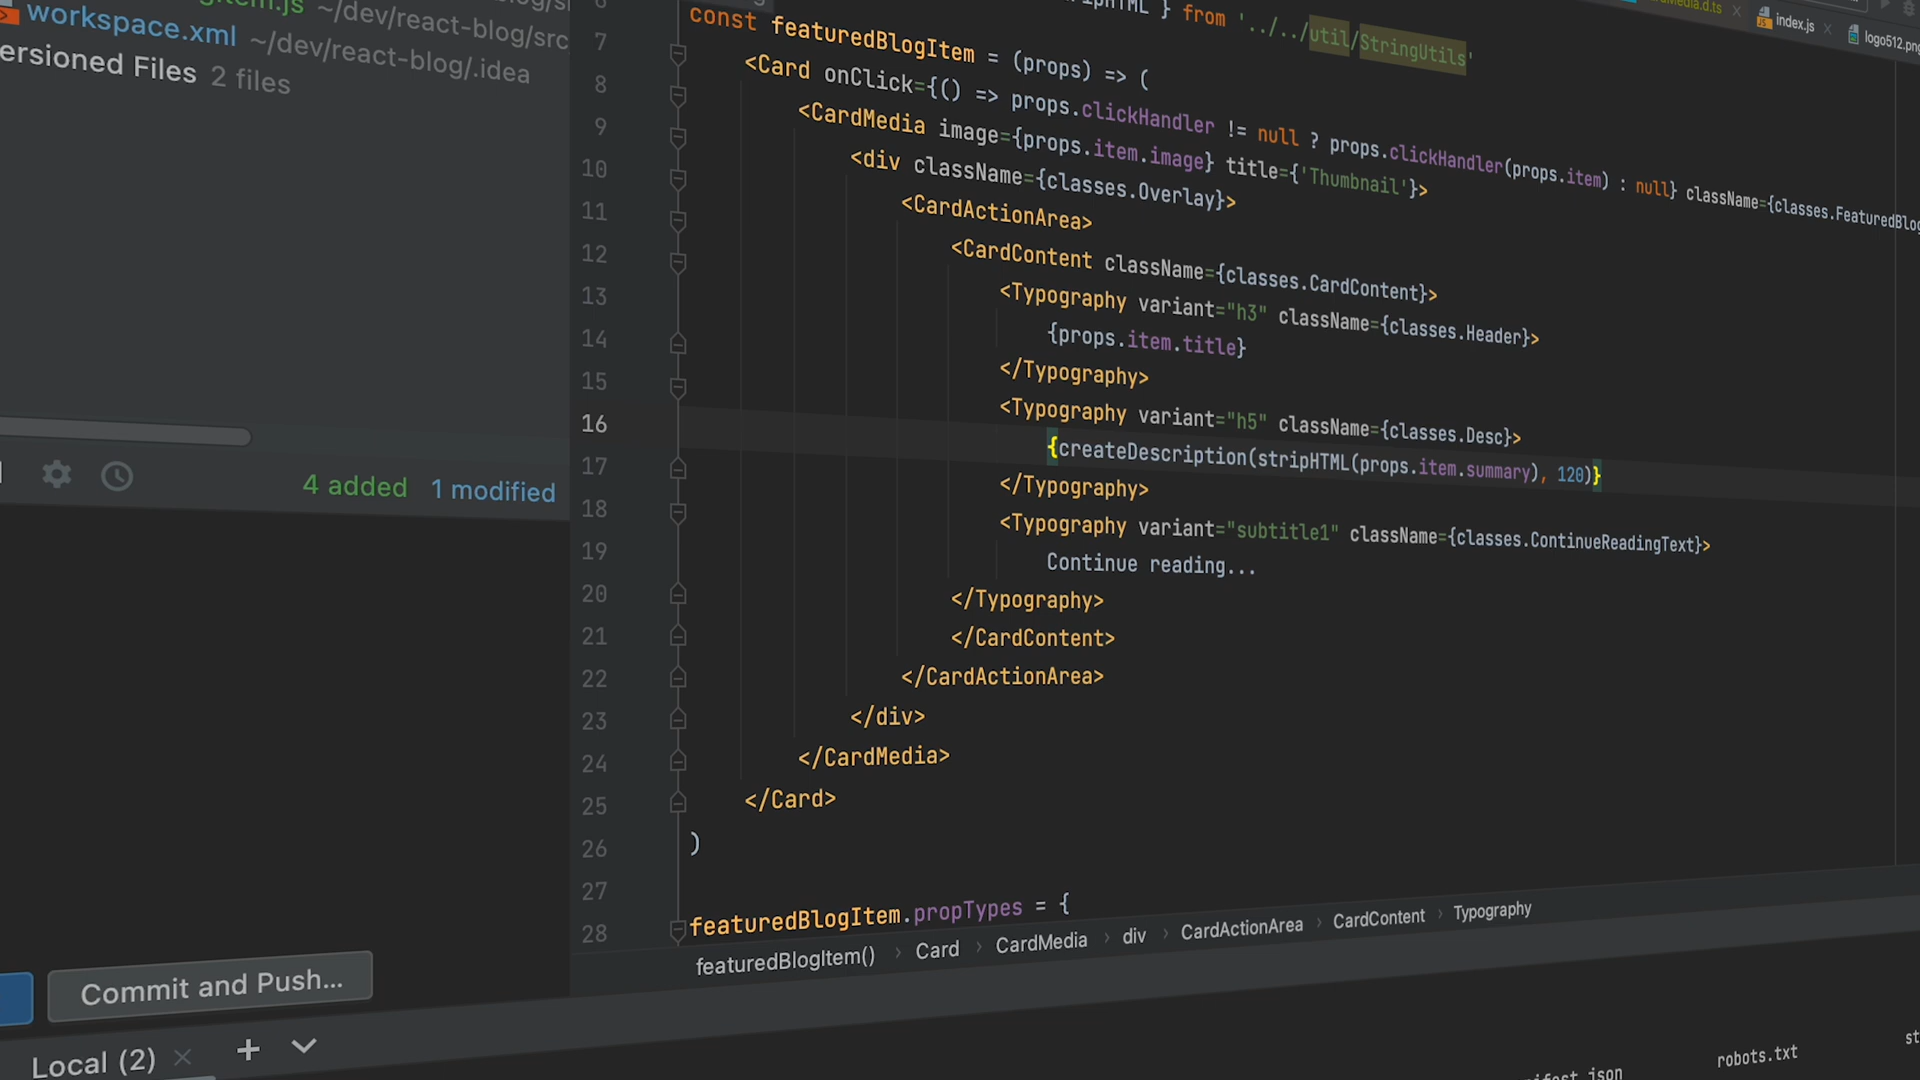 ~/dev/react-blog/src
workspace.xml ~/dev/react-blog/.idea
ersioned Files 2 files
4 added 1 modified
Commit and Push...
Local (2)
index.js
logo512.png
} from '../../util/StringUtils'
7
8
9
10
11
12
13
14
15
16
17
18
19
20
21
22
23
24
25
26
27
28
const featuredBlogItem = (props) => (
<Card onClick={() => props.clickHandler != null ? props.clickHandler(props.item) : null} className={classes.FeaturedBlog
<CardMedia image={props.item.image} title={'Thumbnail'}>
<div className={classes.Overlay}>
<CardActionArea>
<CardContent className={classes.CardContent}>
<Typography variant="h3" className={classes.Header}>
{props.item.title}
</Typography>
<Typography variant="h5" className={classes.Desc}>
{createDescription(stripHTML(props.item.summary), 120)}
</Typography>
<Typography variant="subtitle1" className={classes.ContinueReadingText}>
Continue reading...
</Typography>
</CardContent>
</CardActionArea>
</div>
</CardMedia>
</Card>
)
featuredBlogItem.propTypes = {
featuredBlogItem() › Card › CardMedia › div › CardActionArea › CardContent › Typography
robots.txt